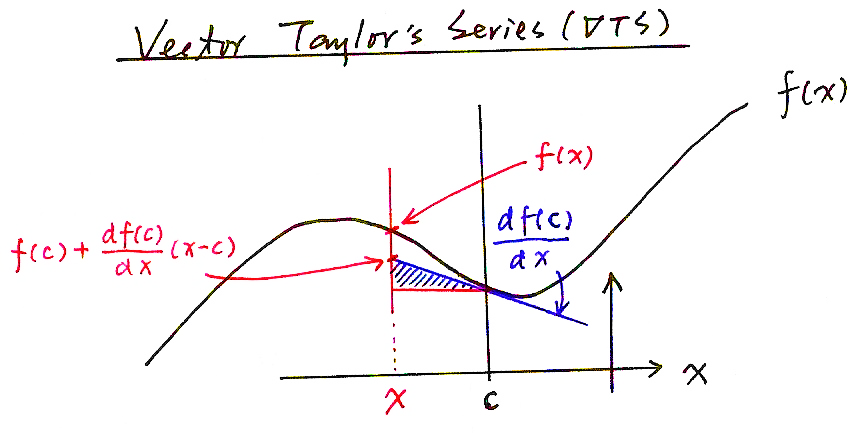 Vector Taylor's Series (VTS)
f(x)
f(x)
df(c)
dx
f(c) + df(c)/dx (x-c)
x
x
c